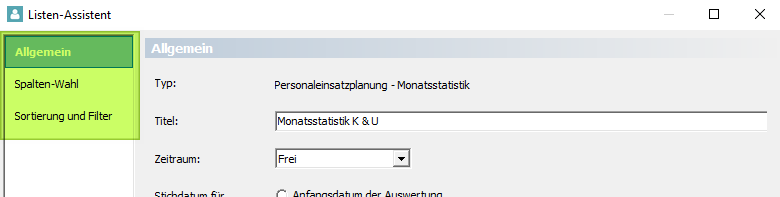 Listen-Assistent
Allgemein
Spalten-Wahl
Sortierung und Filter
Allgemein
Typ: Personaleinsatzplanung - Monatsstatistik
Titel: Monatsstatistik K & U
Zeitraum: Frei
Stichdatum für Anfangsdatum der Auswertung